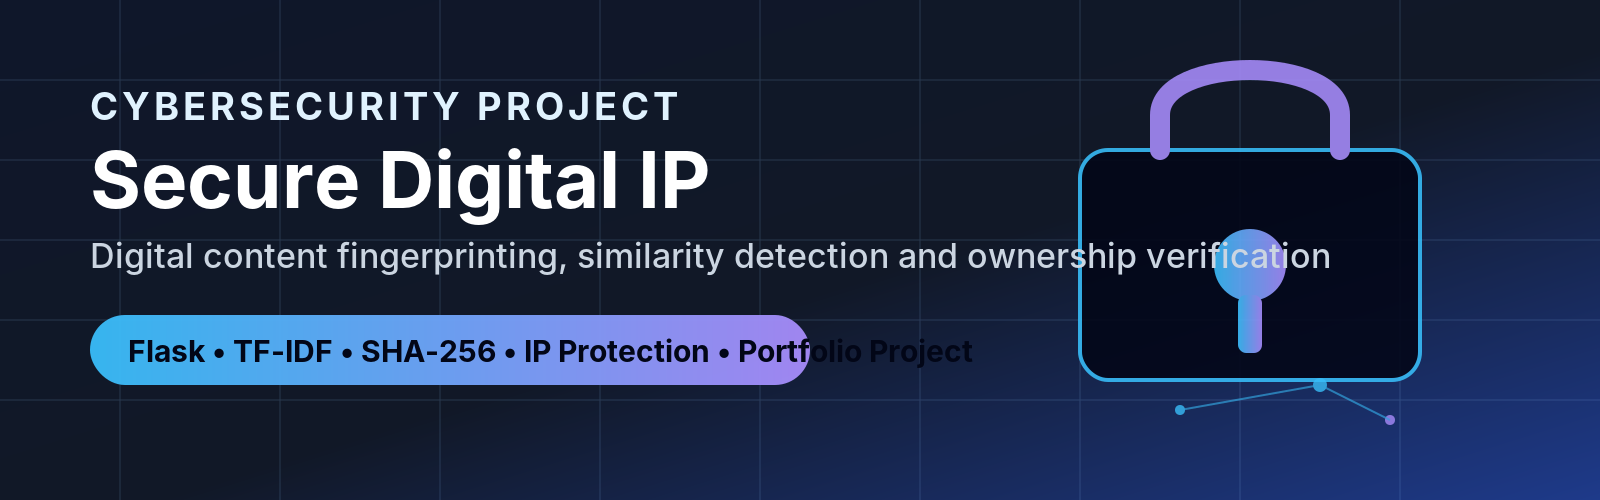 CYBERSECURITY PROJECT
Secure Digital IP
Digital content fingerprinting, similarity detection and ownership verification
Flask • TF-IDF • SHA-256 • IP Protection • Portfolio Project